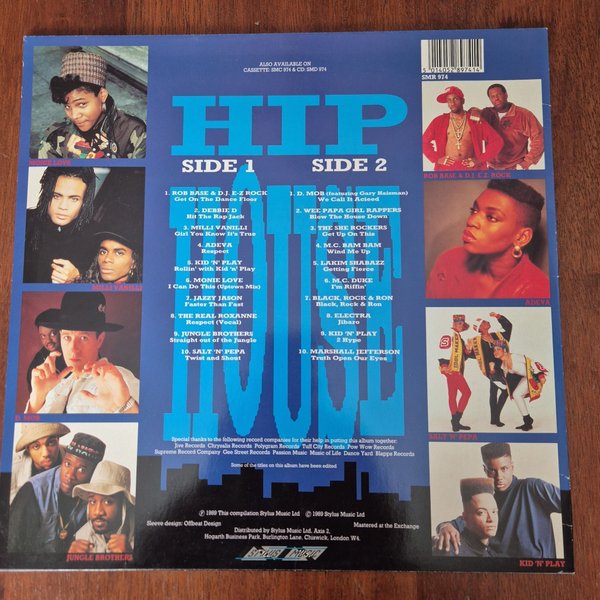 ALSO AVAILABLE ON
CASSETTE: SMC 974 & CD: SMD 974
5 014052 897414
SMR 974
HIP
HOUSE
SIDE 1
1. ROB BASE & D.J. E-Z ROCK
Get On The Dance Floor
2. DEBBIE D
Hit The Rap Jack
3. MILLI VANILLI
Girl You Know It's True
4. ADEVA
Respect
5. KID 'N' PLAY
Rollin' with Kid 'n' Play
6. MONIE LOVE
I Can Do This (Uptown Mix)
7. JAZZY JASON
Faster Than Fast
8. THE REAL ROXANNE
Respect (Vocal)
9. JUNGLE BROTHERS
Straight out of the Jungle
10. SALT 'N' PEPA
Twist and Shout
SIDE 2
1. D. MOB (featuring Gary Haisman)
We Call it Acieed
2. WEE PAPA GIRL RAPPERS
Blow The House Down
3. THE SHE ROCKERS
Get Up On This
4. M.C. BAM BAM
Wind Me Up
5. LAKIM SHABAZZ
Getting Fierce
6. M.C. DUKE
I'm Riffin'
7. BLACK, ROCK & RON
Black, Rock & Ron
8. ELECTRA
Jibaro
9. KID 'N' PLAY
2 Hype
10. MARSHALL JEFFERSON
Truth Open Our Eyes
MONIE LOVE
MILLI VANILLI
D. MOB
JUNGLE BROTHERS
ROB BASE & D.J. E.Z. ROCK
ADEVA
SALT 'N' PEPA
KID 'N' PLAY
Special thanks to the following record companies for their help in putting this album together:
Jive Records Chrysalis Records Polygram Records Tuff City Records Pow Wow Records
Supreme Record Company Gee Street Records Passion Music Music of Life Dance Yard Blapps Records
Some of the titles on this album have been edited
℗ 1989 This compilation Stylus Music Ltd © 1989 Stylus Music Ltd
Sleeve design: Offbeat Design
Mastered at the Exchange
Distributed by Stylus Music Ltd. Axis 2,
Hogarth Business Park, Burlington Lane, Chiswick, London W4.
STYLUS MUSIC